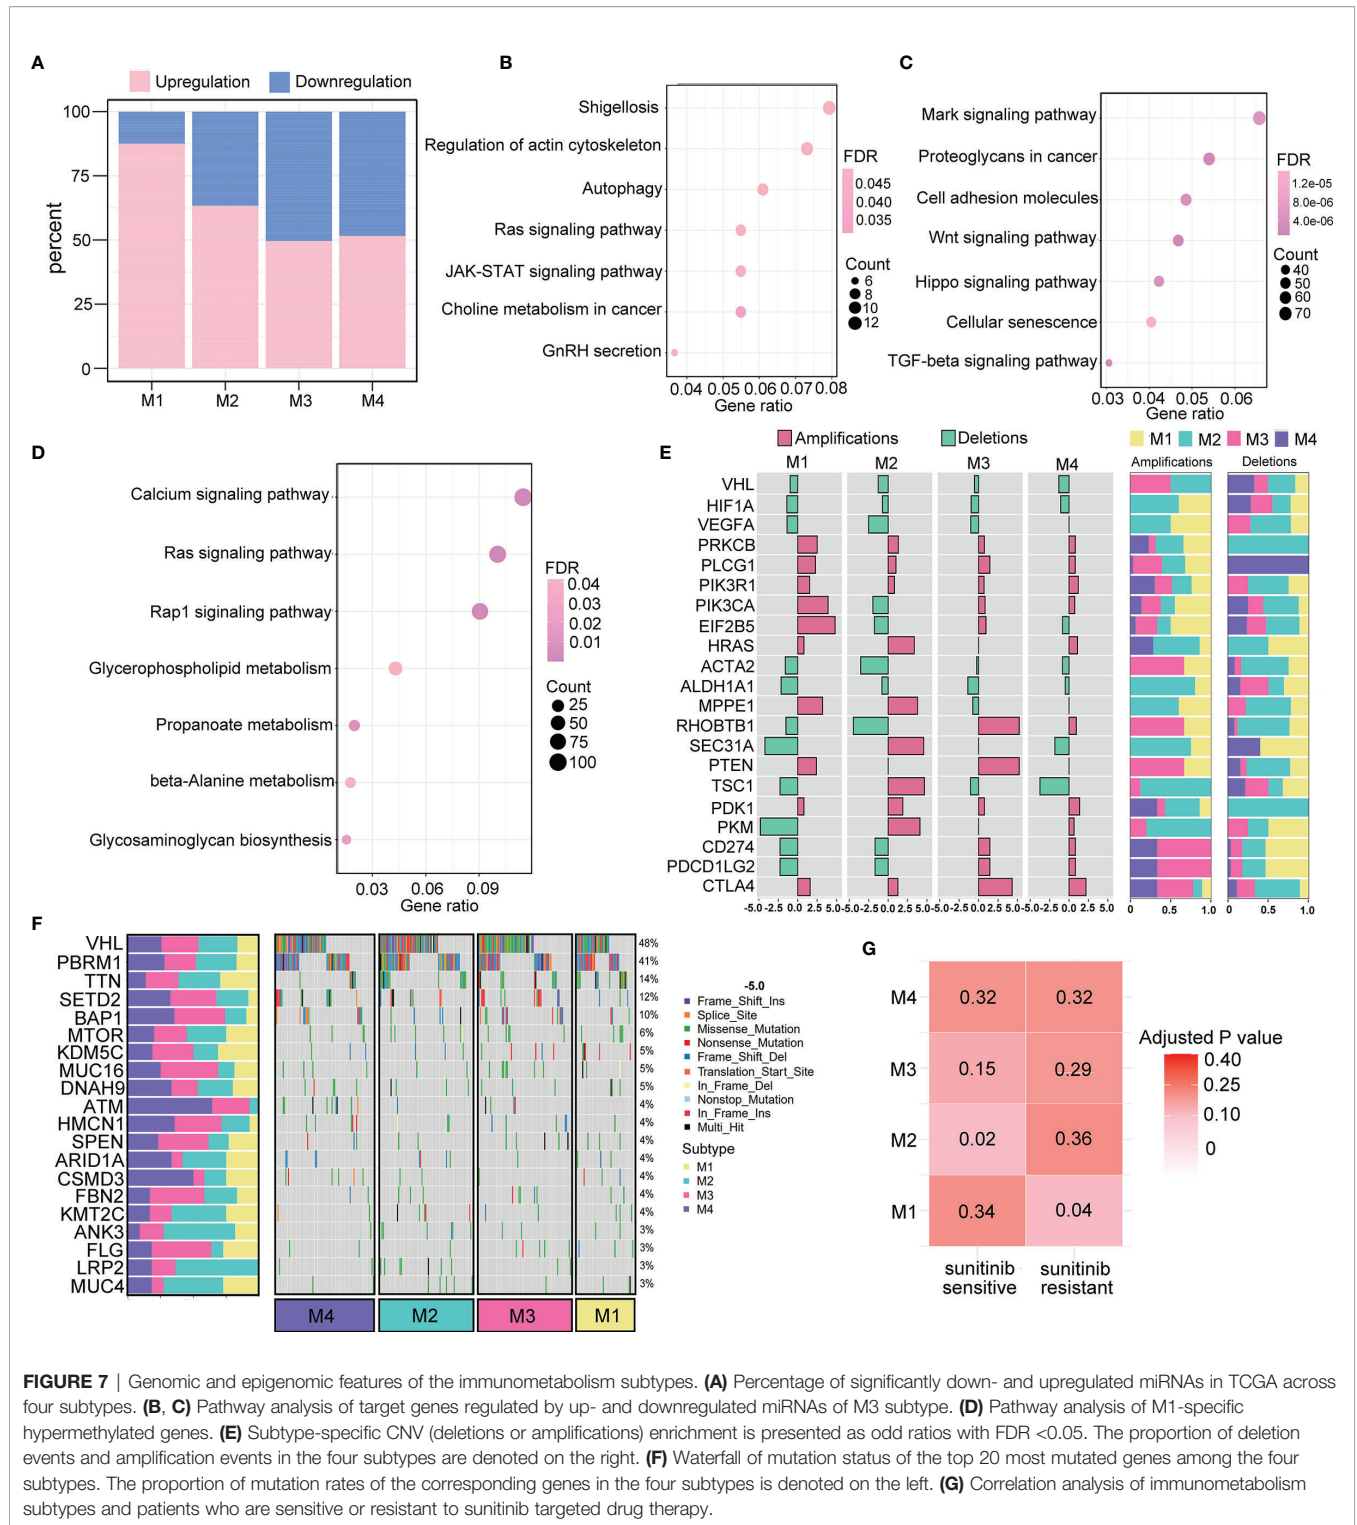 A
Upregulation Downregulation
100
75
50
25
0
percent
M1 M2 M3 M4
B
Shigellosis
Regulation of actin cytoskeleton
Autophagy
Ras signaling pathway
JAK-STAT signaling pathway
Choline metabolism in cancer
GnRH secretion
0.04 0.05 0.06 0.07 0.08
Gene ratio
FDR
0.045
0.040
0.035
Count
6
8
10
12
C
Mark signaling pathway
Proteoglycans in cancer
Cell adhesion molecules
Wnt signaling pathway
Hippo signaling pathway
Cellular senescence
TGF-beta signaling pathway
0.03 0.04 0.05 0.06
Gene ratio
FDR
1.2e-05
8.0e-06
4.0e-06
Count
40
50
60
70
D
Calcium signaling pathway
Ras signaling pathway
Rap1 siginaling pathway
Glycerophospholipid metabolism
Propanoate metabolism
beta-Alanine metabolism
Glycosaminoglycan biosynthesis
0.03 0.06 0.09
Gene ratio
FDR
0.04
0.03
0.02
0.01
Count
25
50
75
100
E
Amplifications Deletions
M1 M2 M3 M4
M1 M2 M3 M4
Amplifications Deletions
VHL
HIF1A
VEGFA
PRKCB
PLCG1
PIK3R1
PIK3CA
EIF2B5
HRAS
ACTA2
ALDH1A1
MPPE1
RHOBTB1
SEC31A
PTEN
TSC1
PDK1
PKM
CD274
PDCD1LG2
CTLA4
-5.0 -2.5 0.0 2.5 5.0 -5.0 -2.5 0.0 2.5 5.0 -5.0 -2.5 0.0 2.5 5.0 -5.0 -2.5 0.0 2.5 5.0 0 0.5 1.0 0 0.5 1.0
F
VHL 48%
PBRM1 41%
TTN 14%
SETD2 12%
BAP1 10%
MTOR 6%
KDM5C 5%
MUC16 5%
DNAH9 5%
ATM 4%
HMCN1 4%
SPEN 4%
ARID1A 4%
CSMD3 4%
FBN2 4%
KMT2C 4%
ANK3 3%
FLG 3%
LRP2 3%
MUC4 3%
M4 M2 M3 M1
-5.0
Frame_Shift_Ins
Splice_Site
Missense_Mutation
Nonsense_Mutation
Frame_Shift_Del
Translation_Start_Site
In_Frame_Del
Nonstop_Mutation
In_Frame_Ins
Multi_Hit
Subtype
M1
M2
M3
M4
G
M4 0.32 0.32
M3 0.15 0.29
M2 0.02 0.36
M1 0.34 0.04
sunitinib sunitinib
sensitive resistant
Adjusted P value
0.40
0.25
0.10
0
FIGURE 7 | Genomic and epigenomic features of the immunometabolism subtypes. (A) Percentage of significantly down- and upregulated miRNAs in TCGA across
four subtypes. (B, C) Pathway analysis of target genes regulated by up- and downregulated miRNAs of M3 subtype. (D) Pathway analysis of M1-specific
hypermethylated genes. (E) Subtype-specific CNV (deletions or amplifications) enrichment is presented as odd ratios with FDR <0.05. The proportion of deletion
events and amplification events in the four subtypes are denoted on the right. (F) Waterfall of mutation status of the top 20 most mutated genes among the four
subtypes. The proportion of mutation rates of the corresponding genes in the four subtypes is denoted on the left. (G) Correlation analysis of immunometabolism
subtypes and patients who are sensitive or resistant to sunitinib targeted drug therapy.